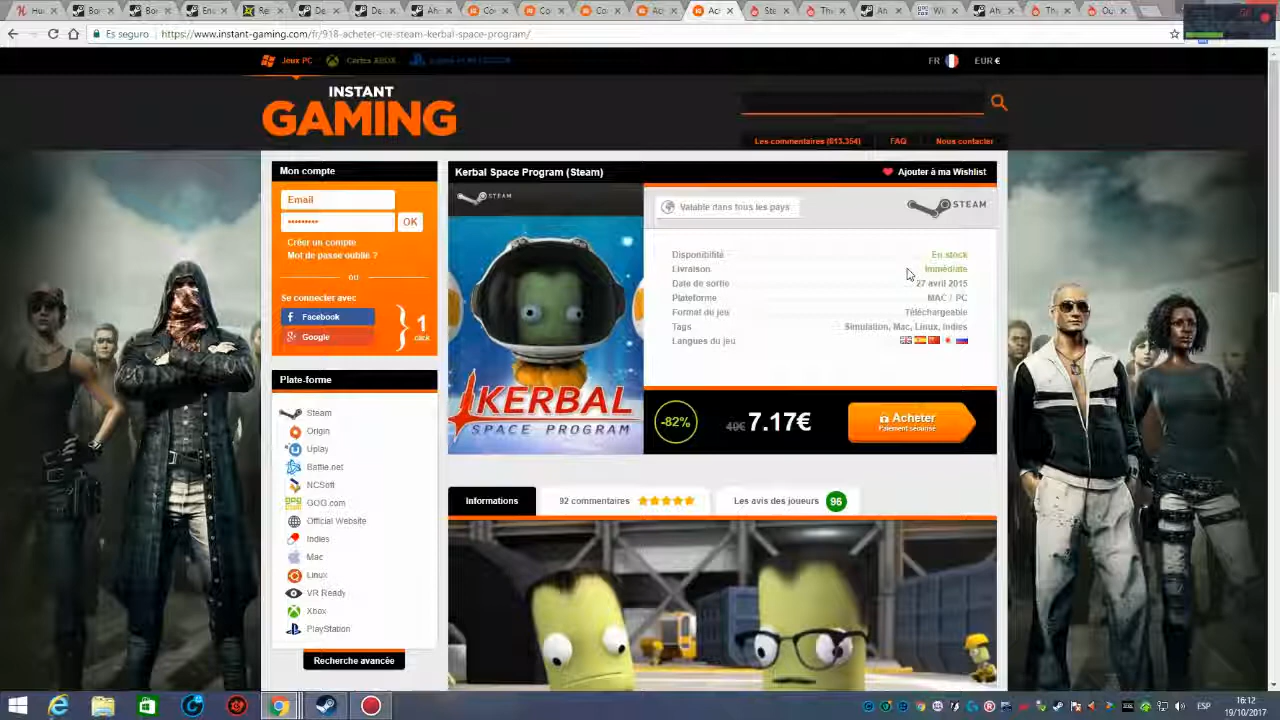 Es seguro
https://www.instant-gaming.com/fr/918-acheter-cle-steam-kerbal-space-program/
Jeux PC
Cartes XBOX
FR
EUR €
INSTANT
GAMING
Les commentaires (813.354)
FAQ
Nous contacter
Mon compte
Email
OK
Créer un compte
Mot de passe oublié ?
ou
Se connecter avec
Facebook
Google
1
click
Plate-forme
Steam
Origin
Uplay
Battle.net
NCSoft
GOG.com
Official Website
Indies
Mac
Linux
VR Ready
Xbox
PlayStation
Recherche avancée
Kerbal Space Program (Steam)
Ajouter à ma Wishlist
STEAM
KERBAL
SPACE PROGRAM
Valable dans tous les pays
STEAM
Disponibilité
En stock
Livraison
Immédiate
Date de sortie
27 avril 2015
Plateforme
MAC / PC
Format du jeu
Téléchargeable
Tags
Simulation, Mac, Linux, Indies
Langues du jeu
-82%
40€
7.17€
Acheter
Paiement sécurisé
Informations
92 commentaires
Les avis des joueurs
96
ESP
16:12
19/10/2017